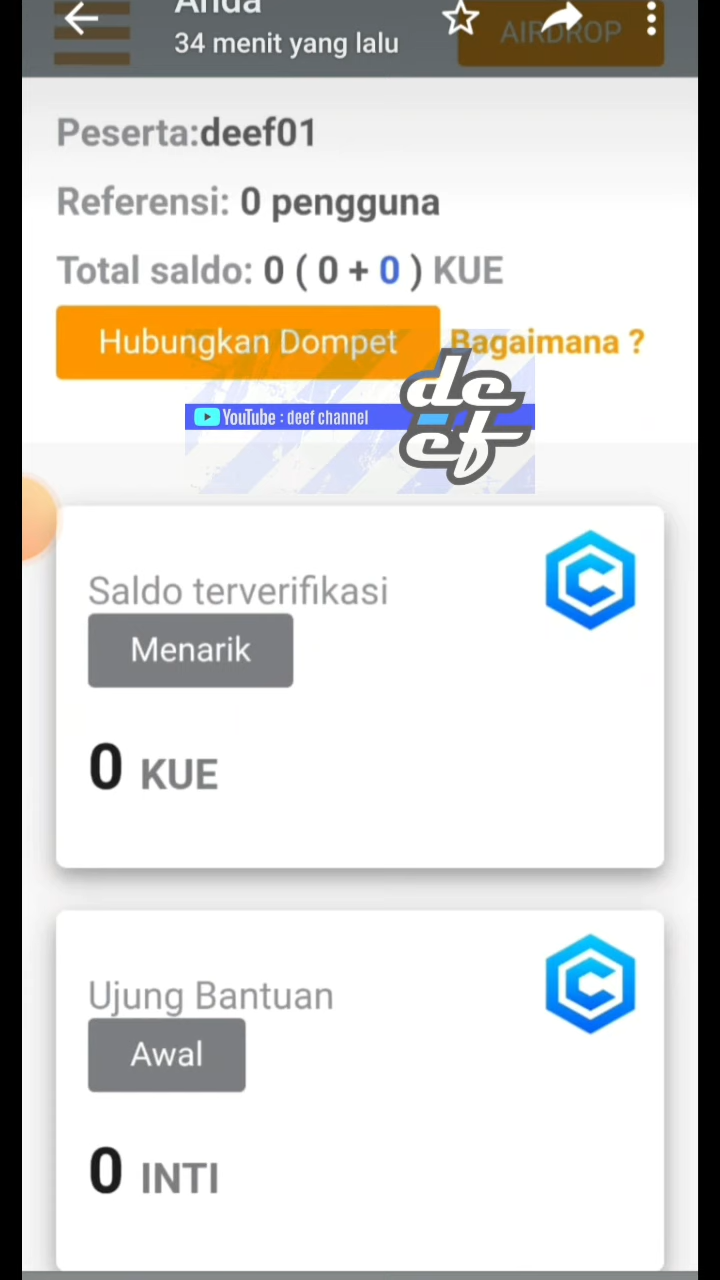 Anda
34 menit yang lalu
AIRDROP
Peserta:deef01
Referensi: 0 pengguna
Total saldo: 0 ( 0 + 0 ) KUE
Hubungkan Dompet
Bagaimana ?
YouTube : deef channel
deef
Saldo terverifikasi
Menarik
0 KUE
Ujung Bantuan
Awal
0 INTI